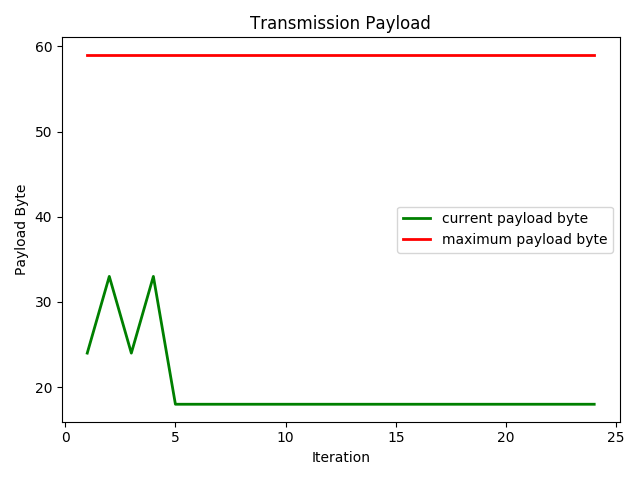 Transmission Payload
60
50
40
30
20
Payload Byte
current payload byte
maximum payload byte
0 5 10 15 20 25
Iteration